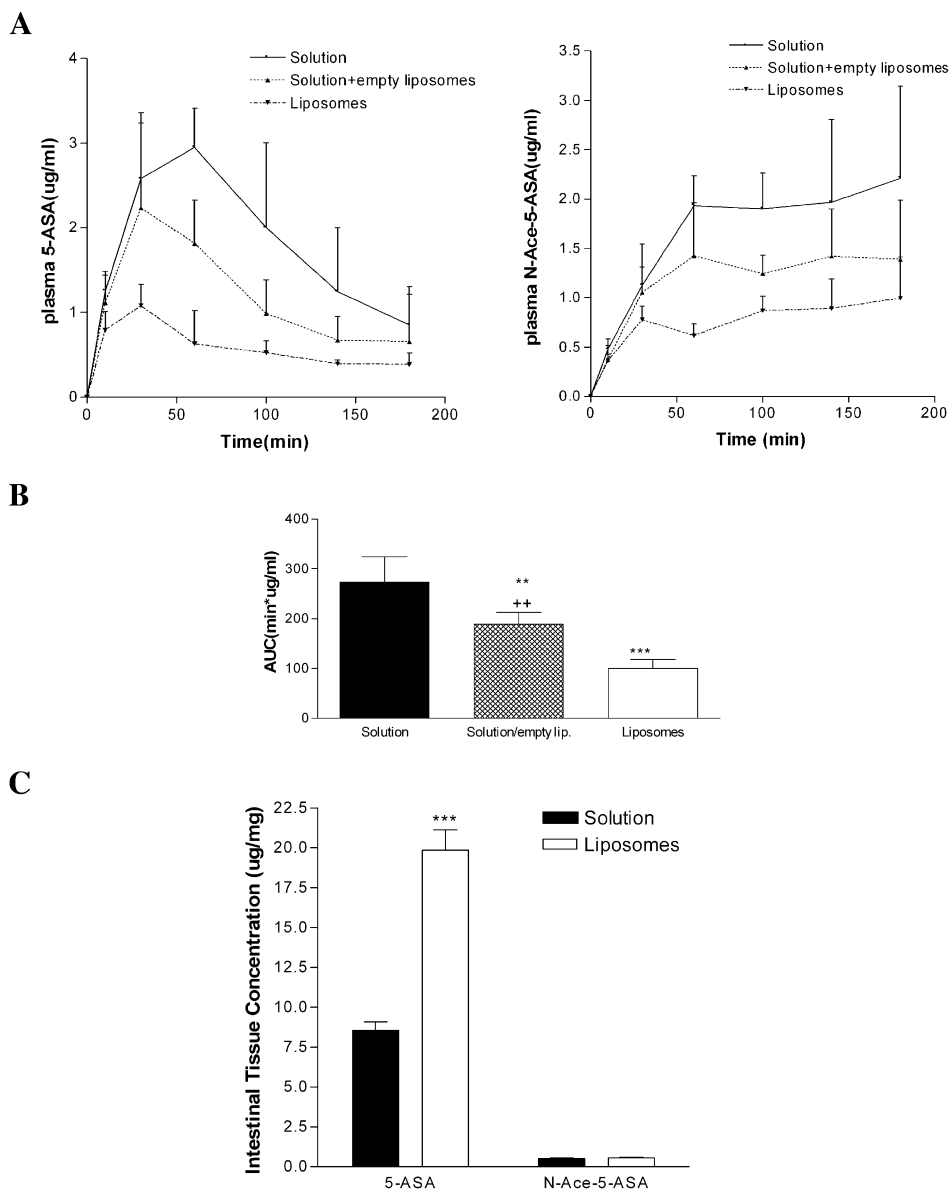 A
Solution
Solution+empty liposomes
Liposomes
plasma 5-ASA(ug/ml)
4
3
2
1
0
0 50 100 150 200
Time(min)
Solution
Solution+empty liposomes
Liposomes
plasma N-Ace-5-ASA(ug/ml)
3.5
3.0
2.5
2.0
1.5
1.0
0.5
0.0
0 50 100 150 200
Time (min)
B
AUC(min*ug/ml)
400
300
200
100
0
**
++
***
Solution Solution/empty lip. Liposomes
C
Intestinal Tissue Concentration (ug/mg)
22.5
20.0
17.5
15.0
12.5
10.0
7.5
5.0
2.5
0.0
***
Solution
Liposomes
5-ASA N-Ace-5-ASA